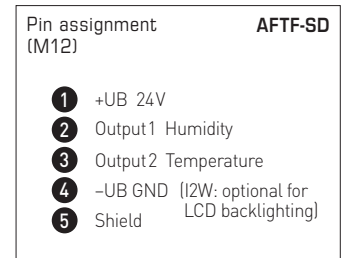 Pin assignment AFTF-SD
(M12)
1 +UB 24V
2 Output1 Humidity
3 Output2 Temperature
4 –UB GND (I2W: optional for
LCD backlighting)
5 Shield